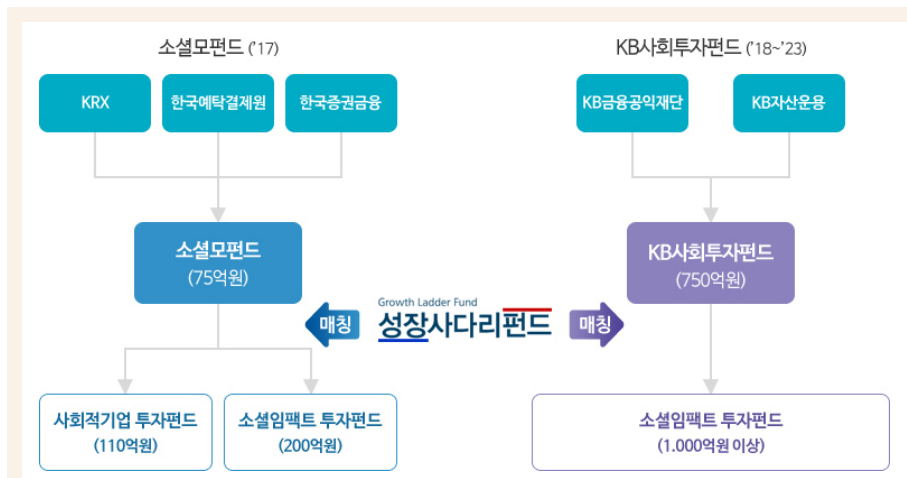 소셜모펀드 ('17)
KRX
한국예탁결제원
한국증권금융
소셜모펀드
(75억원)
사회적기업 투자펀드
(110억원)
소셜임팩트 투자펀드
(200억원)
매칭
Growth Ladder Fund
성장사다리펀드
매칭
KB사회투자펀드 ('18~'23)
KB금융공익재단
KB자산운용
KB사회투자펀드
(750억원)
소셜임팩트 투자펀드
(1.000억원 이상)